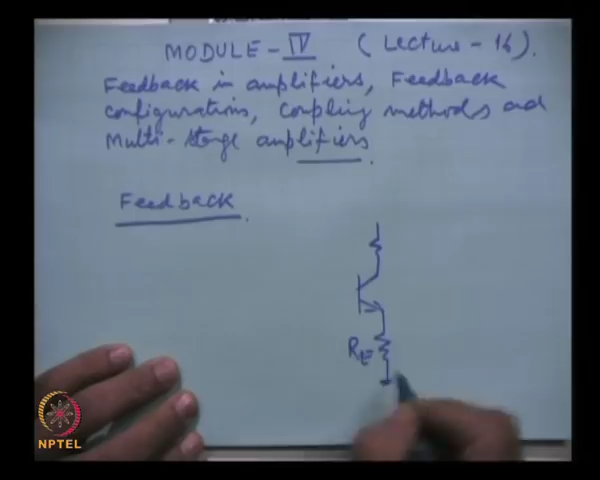 MODULE-IV (Lecture-16).
Feedback in amplifiers, Feedback
configurations, Coupling methods and
Multi-stage amplifiers.
Feedback.
RE
NPTEL